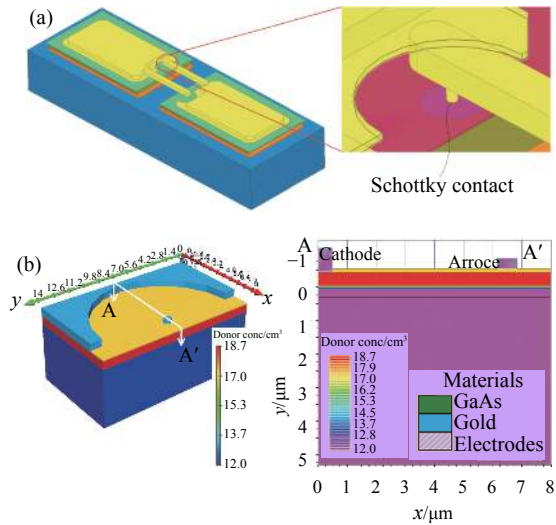 (a)
Schottky contact
(b)
14 12.6 11.2 9.8 8.4 7.0 5.6 4.2 2.8 1.4 0
y
x
A
A′
Donor conc/cm³
18.7
17.0
15.3
13.7
12.0
A
A′
Cathode
Arroce
−1
0
1
2
3
4
5
y/μm
Donor conc/cm³
18.7
17.9
17.0
16.2
15.3
14.5
13.7
12.8
12.0
Materials
GaAs
Gold
Electrodes
0 1 2 3 4 5 6 7 8
x/μm